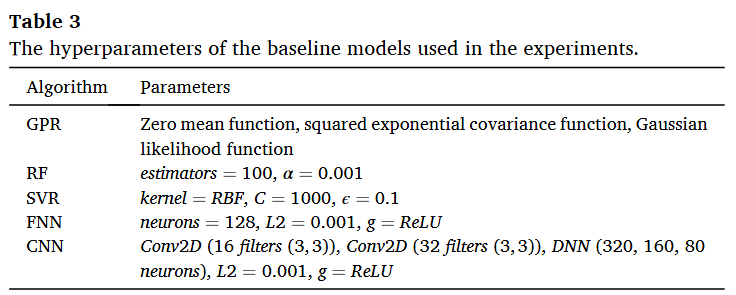 Table 3
The hyperparameters of the baseline models used in the experiments.
Algorithm Parameters
GPR Zero mean function, squared exponential covariance function, Gaussian
likelihood function
RF estimators = 100, α = 0.001
SVR kernel = RBF, C = 1000, ϵ = 0.1
FNN neurons = 128, L2 = 0.001, g = ReLU
CNN Conv2D (16 filters (3, 3)), Conv2D (32 filters (3, 3)), DNN (320, 160, 80
neurons), L2 = 0.001, g = ReLU